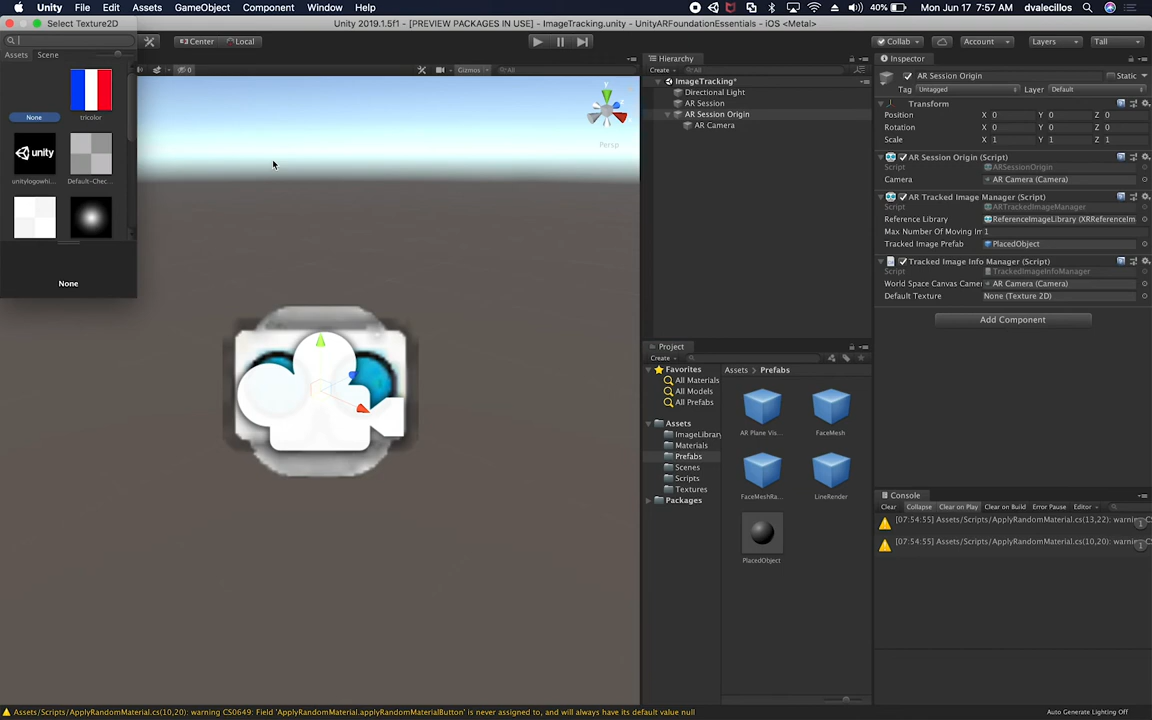 Unity File Edit Assets GameObject Component Window Help 40% Mon Jun 17 7:57 AM dvalecillos
Select Texture2D Unity 2019.1.5f1 - [PREVIEW PACKAGES IN USE] - ImageTracking.unity - UnityARFoundationEssentials - iOS <Metal>
Center Local Collab Account Layers Tall
Assets Scene
None
tricolor
unity
unitylogowhi...
Default-Chec...
None
0 Gizmos All
y
Persp
Hierarchy
Create All
ImageTracking*
Directional Light
AR Session
AR Session Origin
AR Camera
Project
Create
Favorites
All Materials
All Models
All Prefabs
Assets
ImageLibrary
Materials
Prefabs
Scenes
Scripts
Textures
Packages
Assets Prefabs
AR Plane Vis...
FaceMesh
FaceMeshRa...
LineRender
PlacedObject
Inspector
AR Session Origin Static
Tag Untagged Layer Default
Transform
Position X 0 Y 0 Z 0
Rotation X 0 Y 0 Z 0
Scale X 1 Y 1 Z 1
AR Session Origin (Script)
Script ARSessionOrigin
Camera AR Camera (Camera)
AR Tracked Image Manager (Script)
Script ARTrackedImageManager
Reference Library ReferenceImageLibrary (XRReferenceIm
Max Number Of Moving Im 1
Tracked Image Prefab PlacedObject
Tracked Image Info Manager (Script)
Script TrackedImageInfoManager
World Space Canvas Camer AR Camera (Camera)
Default Texture None (Texture 2D)
Add Component
Console
Clear Collapse Clear on Play Clear on Build Error Pause Editor
[07:54:55] Assets/Scripts/ApplyRandomMaterial.cs(13,22): warning CS 1
[07:54:55] Assets/Scripts/ApplyRandomMaterial.cs(10,20): warning CS 1
Assets/Scripts/ApplyRandomMaterial.cs(10,20): warning CS0649: Field 'ApplyRandomMaterial.applyRandomMaterialButton' is never assigned to, and will always have its default value null
Auto Generate Lighting Off